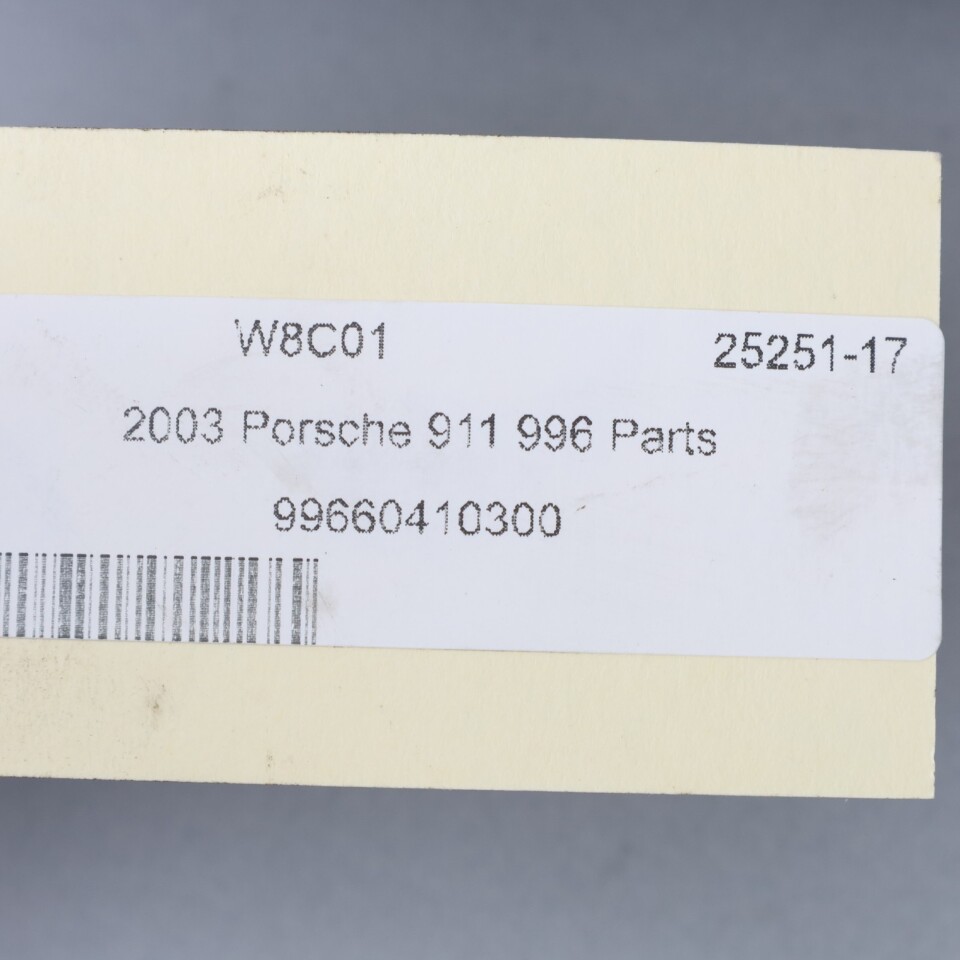 W8C01 25251-17
2003 Porsche 911 996 Parts
99660410300